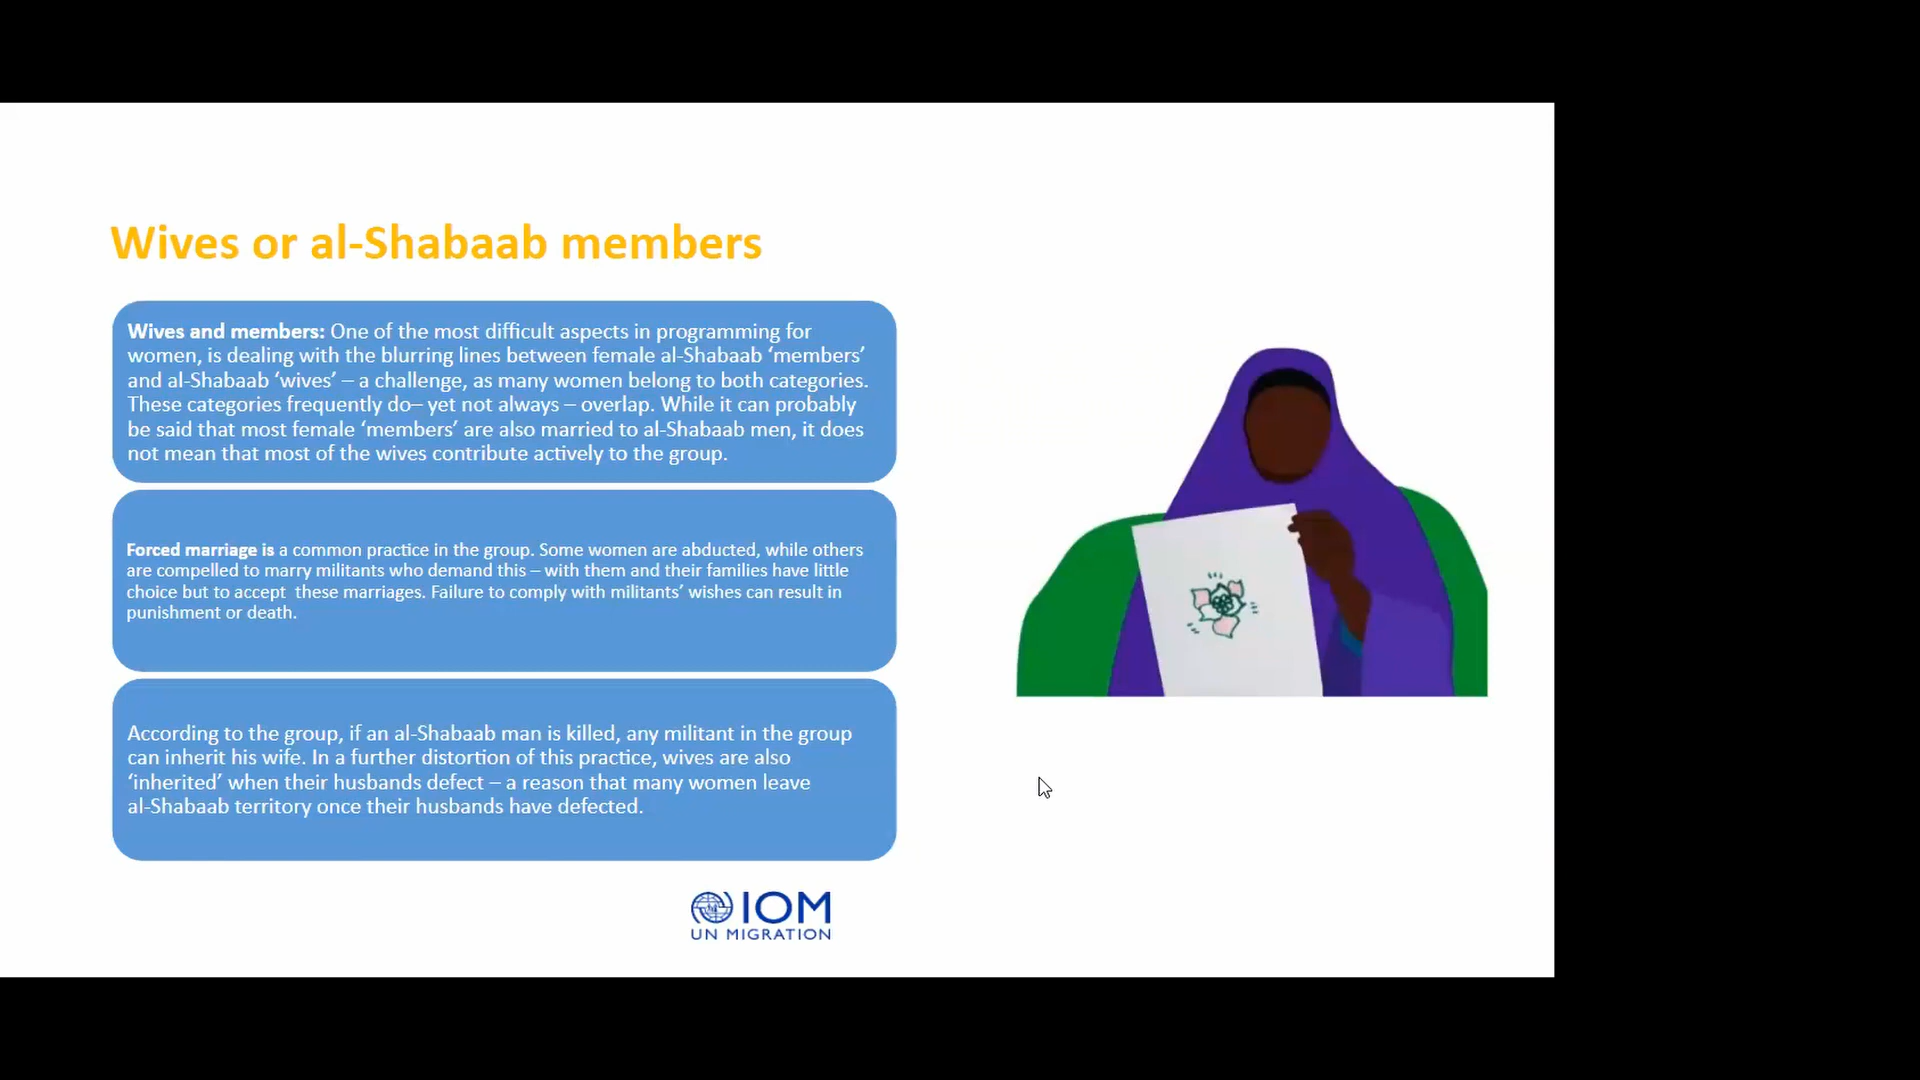 Wives or al-Shabaab members
Wives and members: One of the most difficult aspects in programming for
women, is dealing with the blurring lines between female al-Shabaab ‘members’
and al-Shabaab ‘wives’ – a challenge, as many women belong to both categories.
These categories frequently do– yet not always – overlap. While it can probably
be said that most female ‘members’ are also married to al-Shabaab men, it does
not mean that most of the wives contribute actively to the group.
Forced marriage is a common practice in the group. Some women are abducted, while others
are compelled to marry militants who demand this – with them and their families have little
choice but to accept  these marriages. Failure to comply with militants’ wishes can result in
punishment or death.
According to the group, if an al-Shabaab man is killed, any militant in the group
can inherit his wife. In a further distortion of this practice, wives are also
‘inherited’ when their husbands defect – a reason that many women leave
al-Shabaab territory once their husbands have defected.
IOM
UN MIGRATION